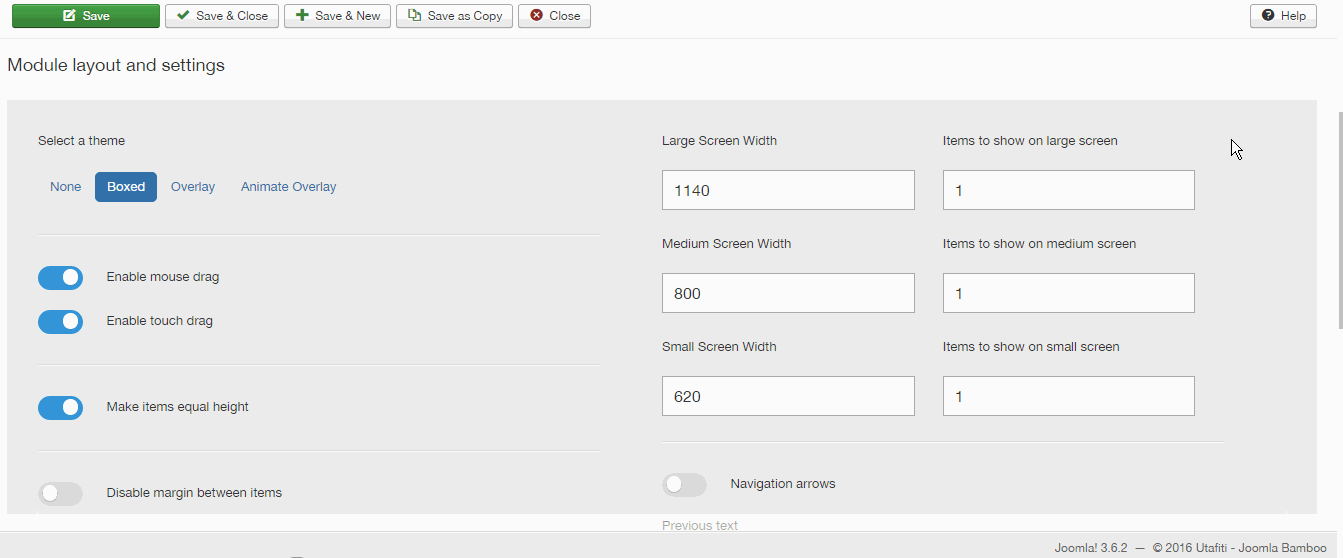 Save
Save & Close
Save & New
Save as Copy
Close
Help
Module layout and settings
Select a theme
None
Boxed
Overlay
Animate Overlay
Enable mouse drag
Enable touch drag
Make items equal height
Disable margin between items
Large Screen Width
Items to show on large screen
1140
1
Medium Screen Width
Items to show on medium screen
800
1
Small Screen Width
Items to show on small screen
620
1
Navigation arrows
Previous text
Joomla! 3.6.2 — © 2016 Utafiti - Joomla Bamboo